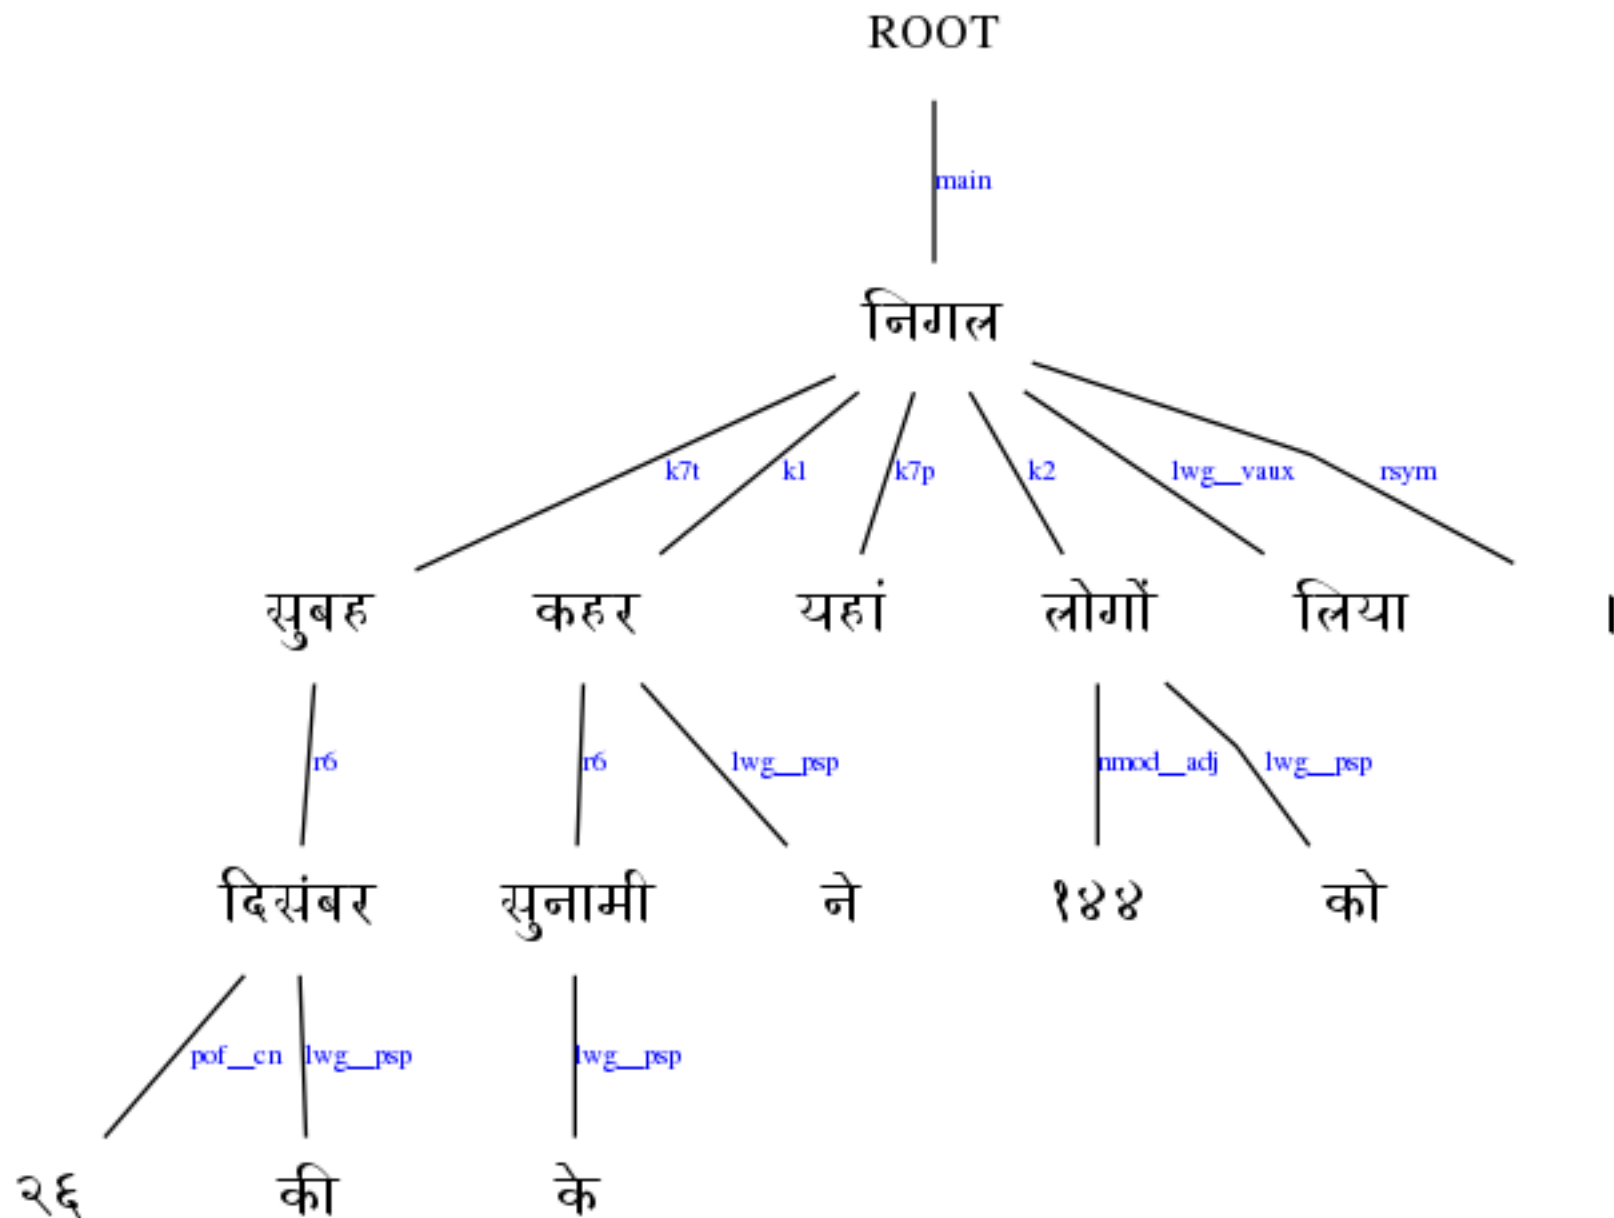 ROOT
main
निगल
k7t k1 k7p k2 lwg__vaux rsym
सुबह कहर यहां लोगों लिया ।
r6 r6 lwg__psp nmod__adj lwg__psp
दिसंबर सुनामी ने १४४ को
pof__cn lwg__psp lwg__psp
२६ की के